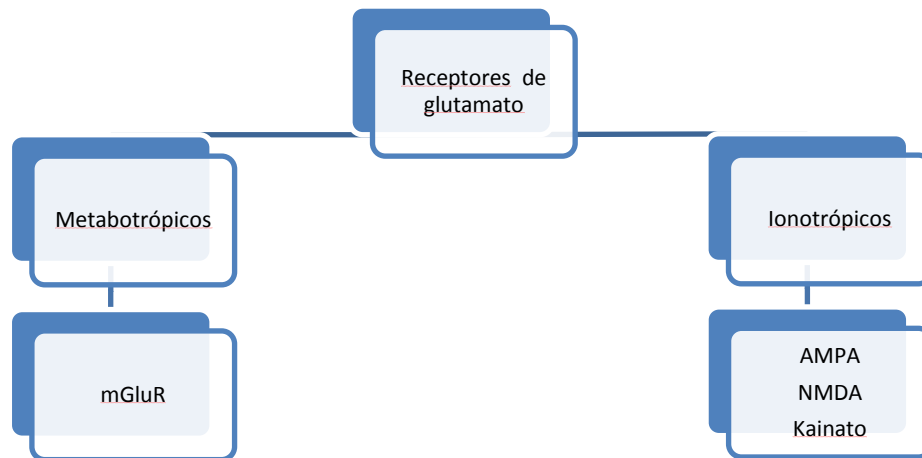 Receptores de
glutamato
Metabotrópicos
Ionotrópicos
mGluR
AMPA
NMDA
Kainato